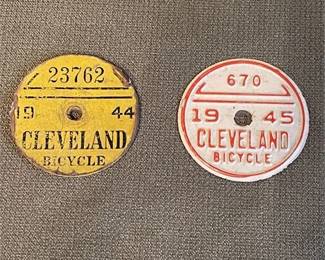 23762
19 44
CLEVELAND
BICYCLE
670
19 45
CLEVELAND
BICYCLE